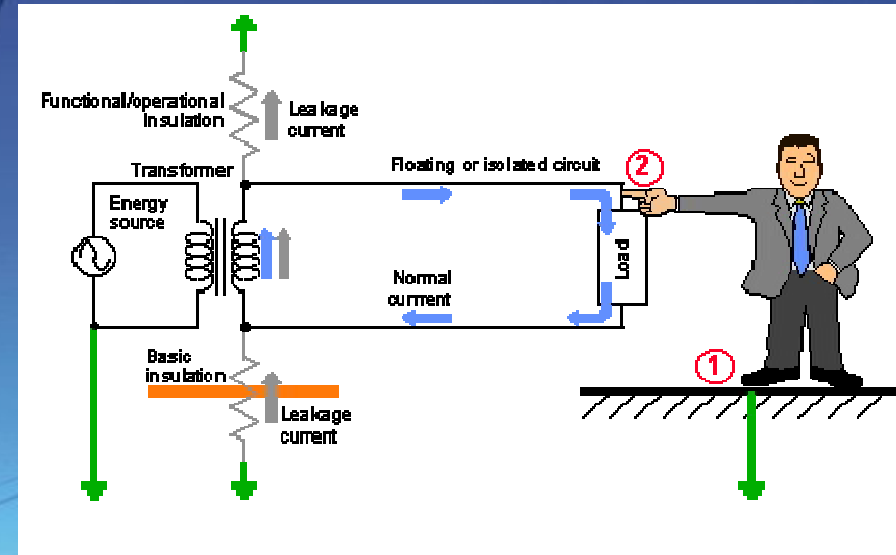 Functional/operational
Insulation
Leakage
current
Transformer
Floating or isolated circuit
2
Energy
source
Load
Normal
currrent
Basic
insulation
1
Leakage
current